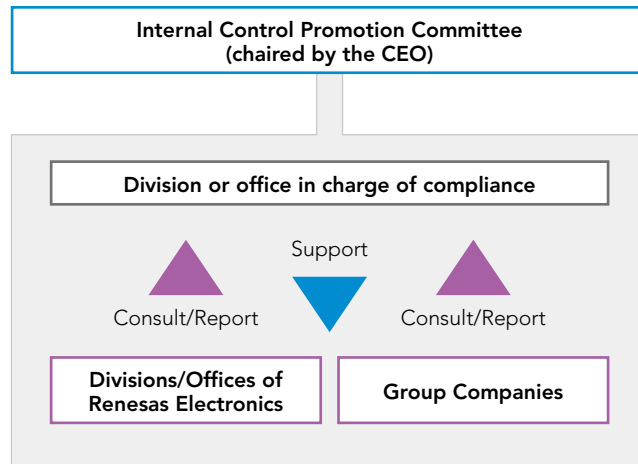 Internal Control Promotion Committee
(chaired by the CEO)
Division or office in charge of compliance
Support
Consult/Report
Consult/Report
Divisions/Offices of
Renesas Electronics
Group Companies